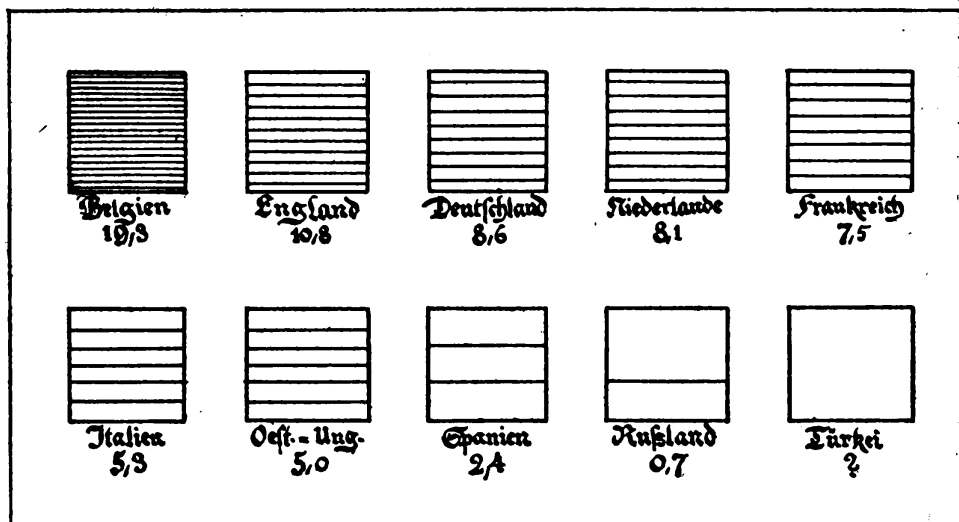 Belgien
19,3
England
10,8
Deutschland
8,6
Niederlande
8,1
Frankreich
7,5
Italien
5,3
Oest.=Ung.
5,0
Spanien
2,4
Rußland
0,7
Türkei
?